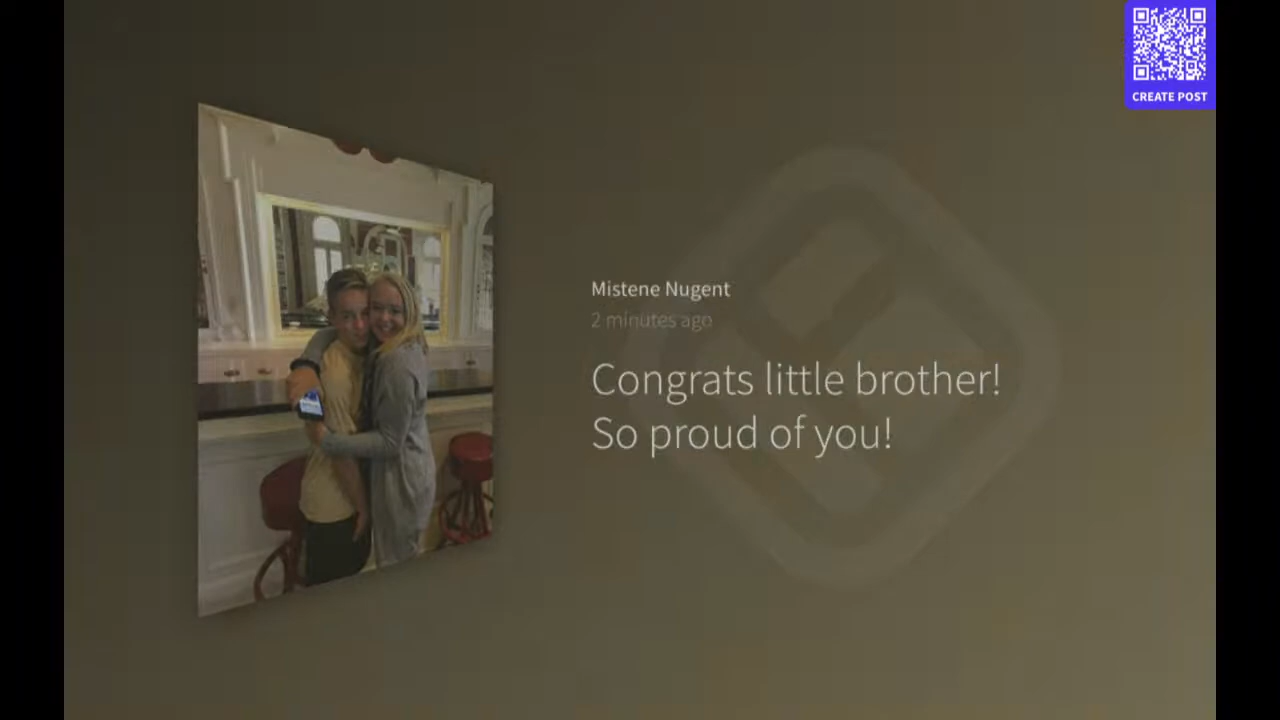 CREATE POST
Mistene Nugent
2 minutes ago
Congrats little brother!
So proud of you!